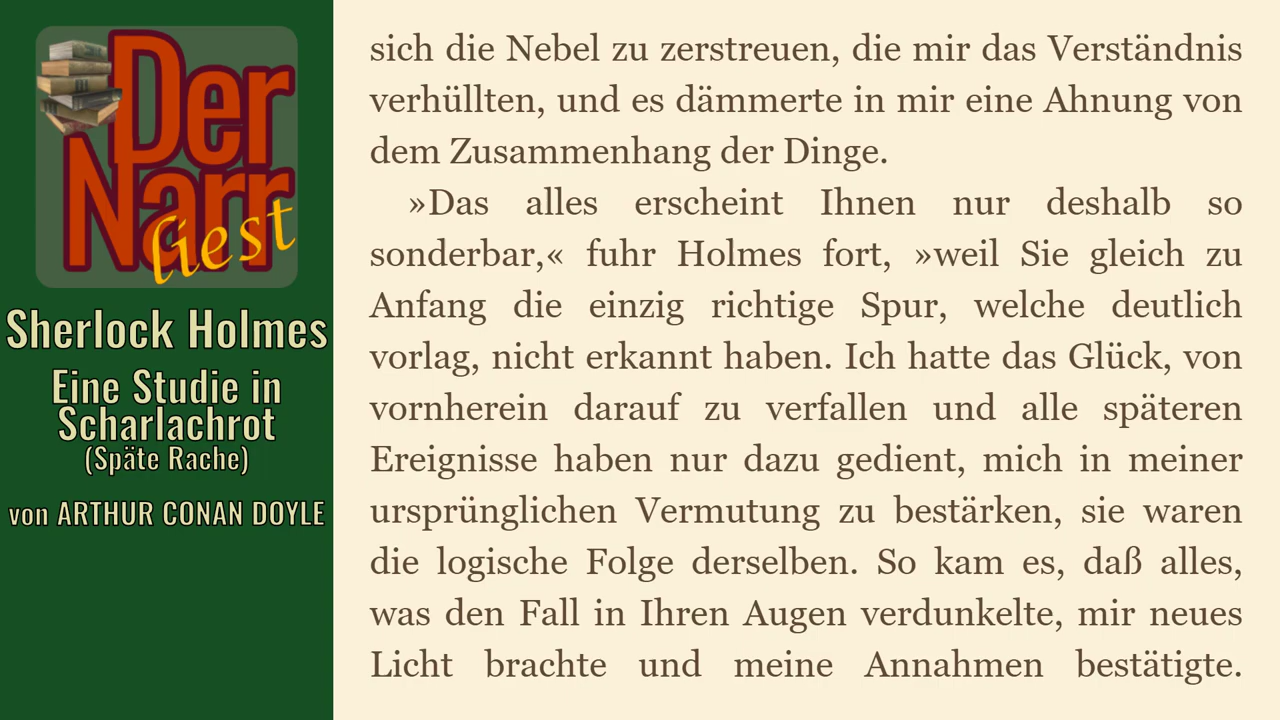 Der
Narr
liest
Sherlock Holmes
Eine Studie in
Scharlachrot
(Späte Rache)
von ARTHUR CONAN DOYLE
sich die Nebel zu zerstreuen, die mir das Verständnis
verhüllten, und es dämmerte in mir eine Ahnung von
dem Zusammenhang der Dinge.
»Das alles erscheint Ihnen nur deshalb so
sonderbar,« fuhr Holmes fort, »weil Sie gleich zu
Anfang die einzig richtige Spur, welche deutlich
vorlag, nicht erkannt haben. Ich hatte das Glück, von
vornherein darauf zu verfallen und alle späteren
Ereignisse haben nur dazu gedient, mich in meiner
ursprünglichen Vermutung zu bestärken, sie waren
die logische Folge derselben. So kam es, daß alles,
was den Fall in Ihren Augen verdunkelte, mir neues
Licht brachte und meine Annahmen bestätigte.